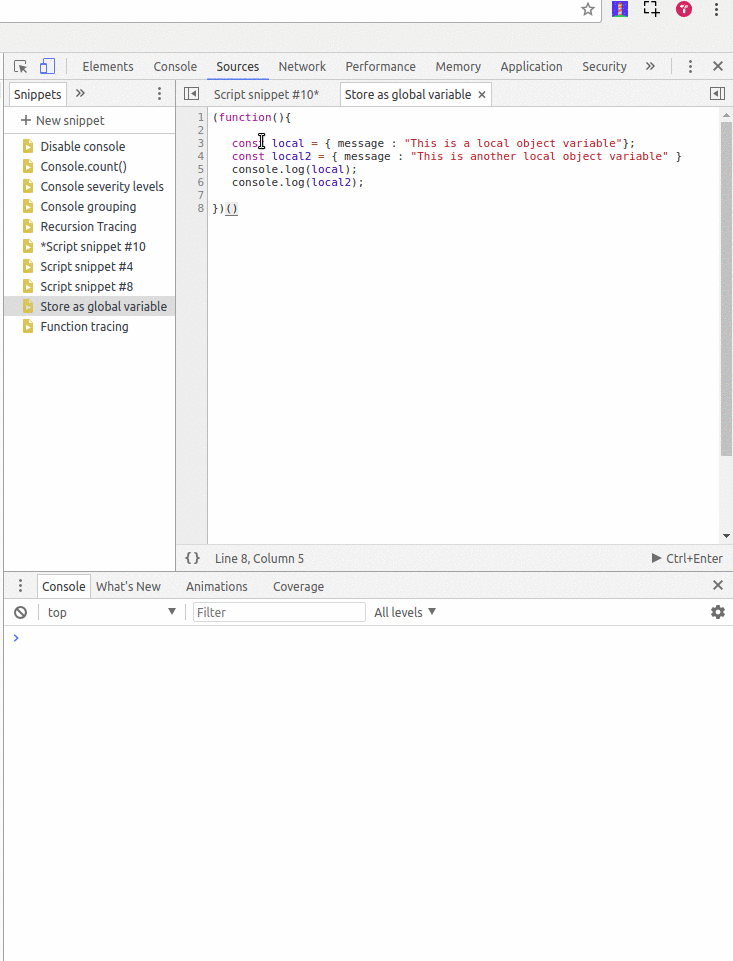 Elements Console Sources Network Performance Memory Application Security »
Snippets » Script snippet #10* Store as global variable ×
+ New snippet
Disable console
Console.count()
Console severity levels
Console grouping
Recursion Tracing
*Script snippet #10
Script snippet #4
Script snippet #8
Store as global variable
Function tracing
1 (function(){
2
3 const local = { message : "This is a local object variable"};
4 const local2 = { message : "This is another local object variable" }
5 console.log(local);
6 console.log(local2);
7
8 })()
{} Line 8, Column 5 Ctrl+Enter
Console What's New Animations Coverage
top Filter All levels